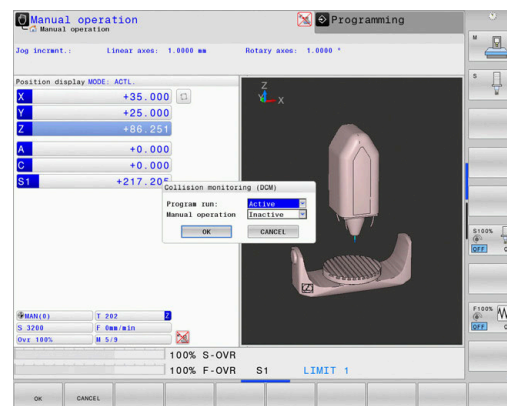 Manual operation
Programming
Manual operation
Jog incrmnt.: Linear axes: 1.0000 mm Rotary axes: 1.0000 °
M
Position display MODE: ACTL.
X +35.000
Y +25.000
Z +86.251
A +0.000
C +0.000
S1 +217.205
Z
Y
X
S
Collision monitoring (DCM)
Program run: Active
Manual operation Inactive
OK CANCEL
S100%
OFF
MAN(0) T 202 Z
S 3200 F 0mm/min
Ovr 100% M 5/9
F100%
OFF
100% S-OVR
100% F-OVR S1 LIMIT 1
OK CANCEL